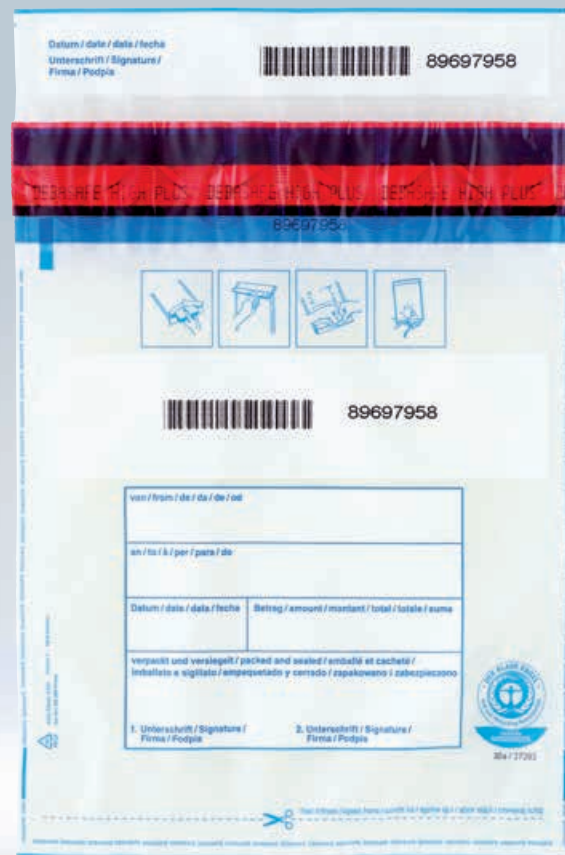 Datum / date / data / fecha
Unterschrift / Signature /
Firma / Podpis
89697958
DEBASAFE HIGH PLUS DEBASAFE HIGH PLUS DEBASAFE HIGH PLUS
89697958
89697958
von / from / de / da / de / od
an / to / à / per / para / do
Datum / date / data / fecha
Betrag / amount / montant / total / totale / suma
verpackt und versiegelt / packed and sealed / emballé et cacheté /
imballato e sigillato / empaquetado y cerrado / zapakowano i zabezpieczono
1. Unterschrift / Signature /
Firma / Podpis
2. Unterschrift / Signature /
Firma / Podpis